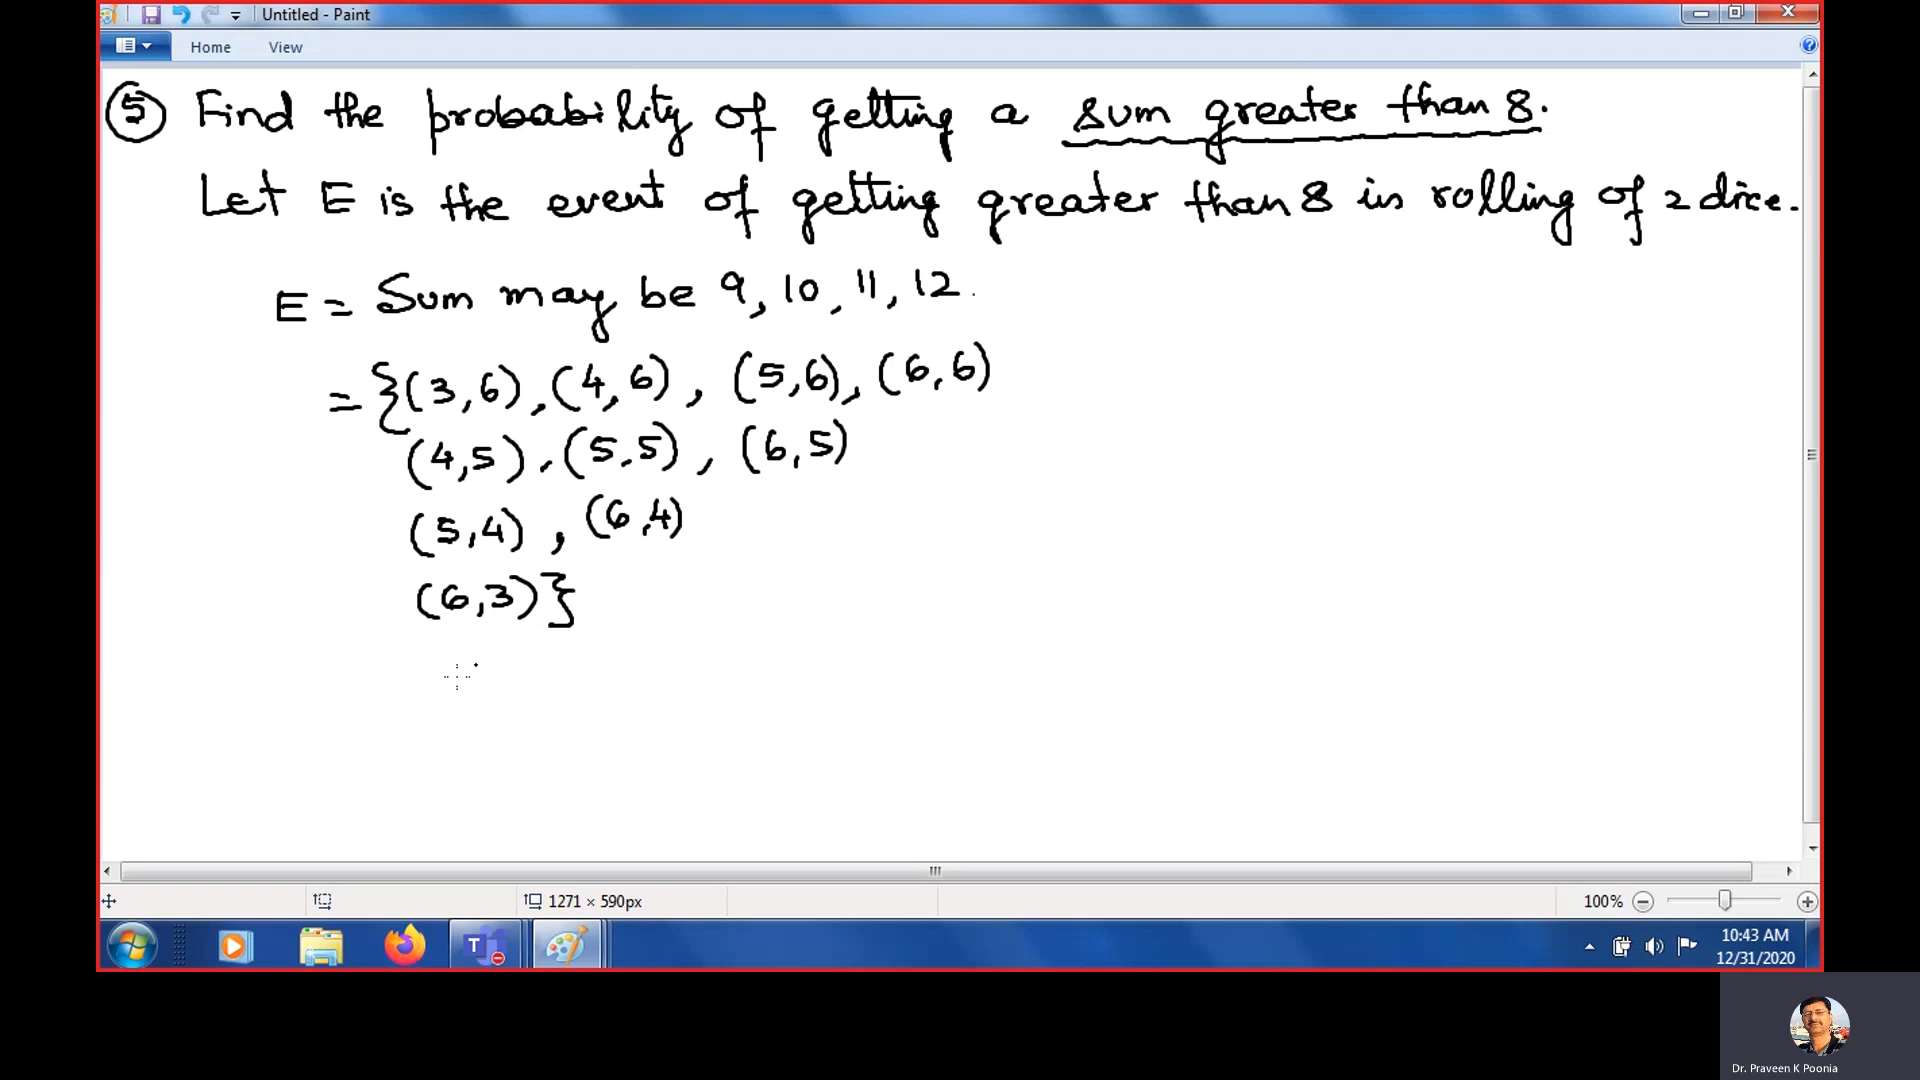 Untitled - Paint
Home View
5 Find the probability of getting a sum greater than 8.
Let E is the event of getting greater than 8 in rolling of 2 dice.
E = Sum may be 9, 10, 11, 12.
= {(3,6), (4,6), (5,6), (6,6)
(4,5), (5,5), (6,5)
(5,4), (6,4)
(6,3)}
1271 × 590px 100%
T
10:43 AM
12/31/2020
Dr. Praveen K Poonia